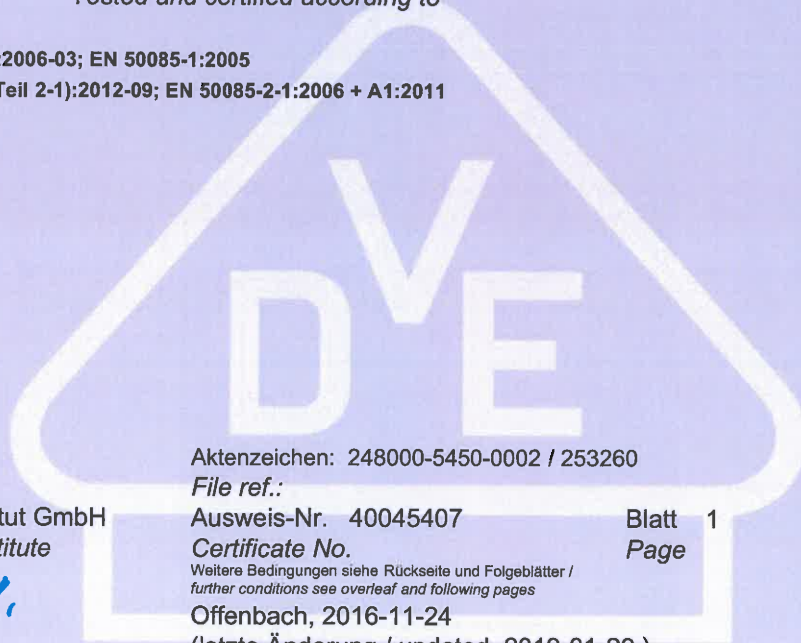 :2006-03; EN 50085-1:2005
Teil 2-1):2012-09; EN 50085-2-1:2006 + A1:2011
VDE
Aktenzeichen: 248000-5450-0002 / 253260
File ref.:
tut GmbH Ausweis-Nr. 40045407 Blatt 1
titute Certificate No. Page
Weitere Bedingungen siehe Rückseite und Folgeblätter /
further conditions see overleaf and following pages
Offenbach, 2016-11-24